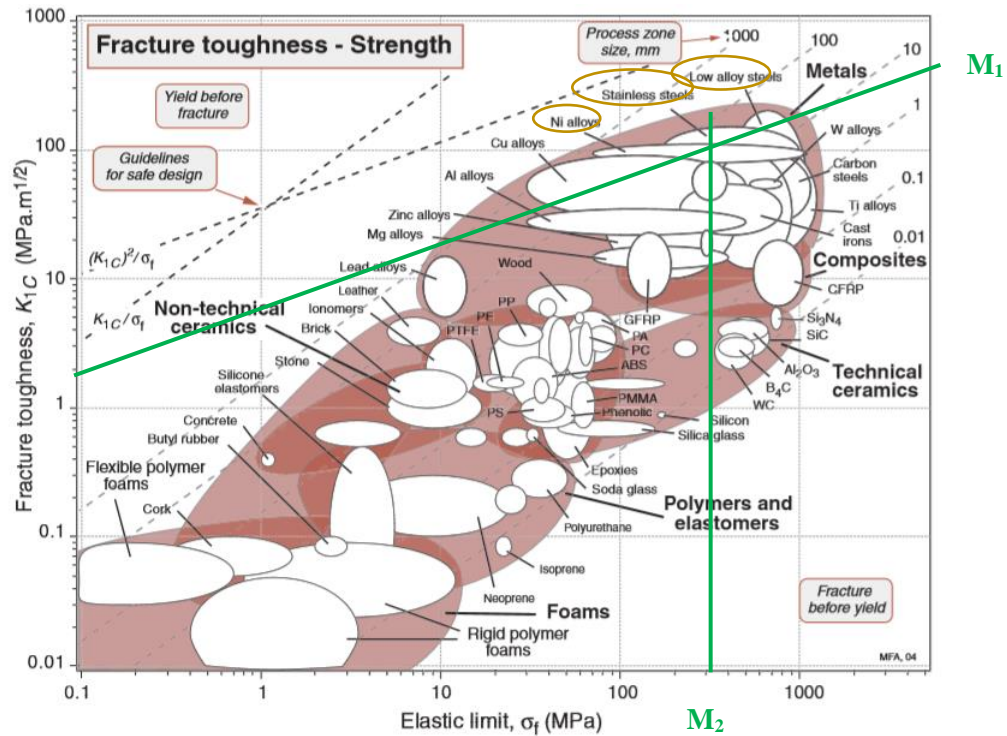 1000
Fracture toughness - Strength
Process zone
size, mm
1000
100
10
M₁
Low alloy steels
Metals
Yield before
fracture
Stainless steels
1
Ni alloys
W alloys
100
Cu alloys
Guidelines
for safe design
Carbon
steels
0.1
Al alloys
Ti alloys
Zinc alloys
Cast
irons
0.01
Mg alloys
(K₁C)²/σf
Composites
Wood
Lead alloys
10
CFRP
Leather
Non-technical
ceramics
Ionomers
PP
GFRP
Si₃N₄
K₁C/σf
PE
PTFE
PA
SiC
Brick
PC
Technical
ceramics
Stone
ABS
Al₂O₃
Silicone
elastomers
B₄C
PMMA
WC
1
PS
Phenolic
Concrete
Silicon
Butyl rubber
Silica glass
Flexible polymer
foams
Epoxies
Soda glass
Polymers and
elastomers
Cork
Polyurethane
0.1
Isoprene
Neoprene
Foams
Fracture
before yield
Rigid polymer
foams
0.01
MFA, 04
0.1
1
10
100
1000
Elastic limit, σf (MPa)
M₂
Fracture toughness, K₁C (MPa.m^1/2)